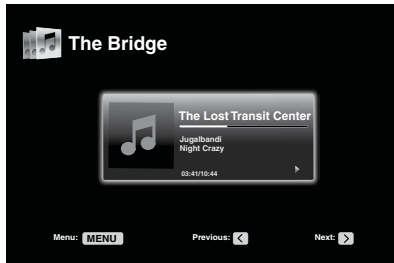 The Bridge
The Lost Transit Center
Jugalbandi
Night Crazy
03:41/10:44
Menu: MENU
Previous: <
Next: >